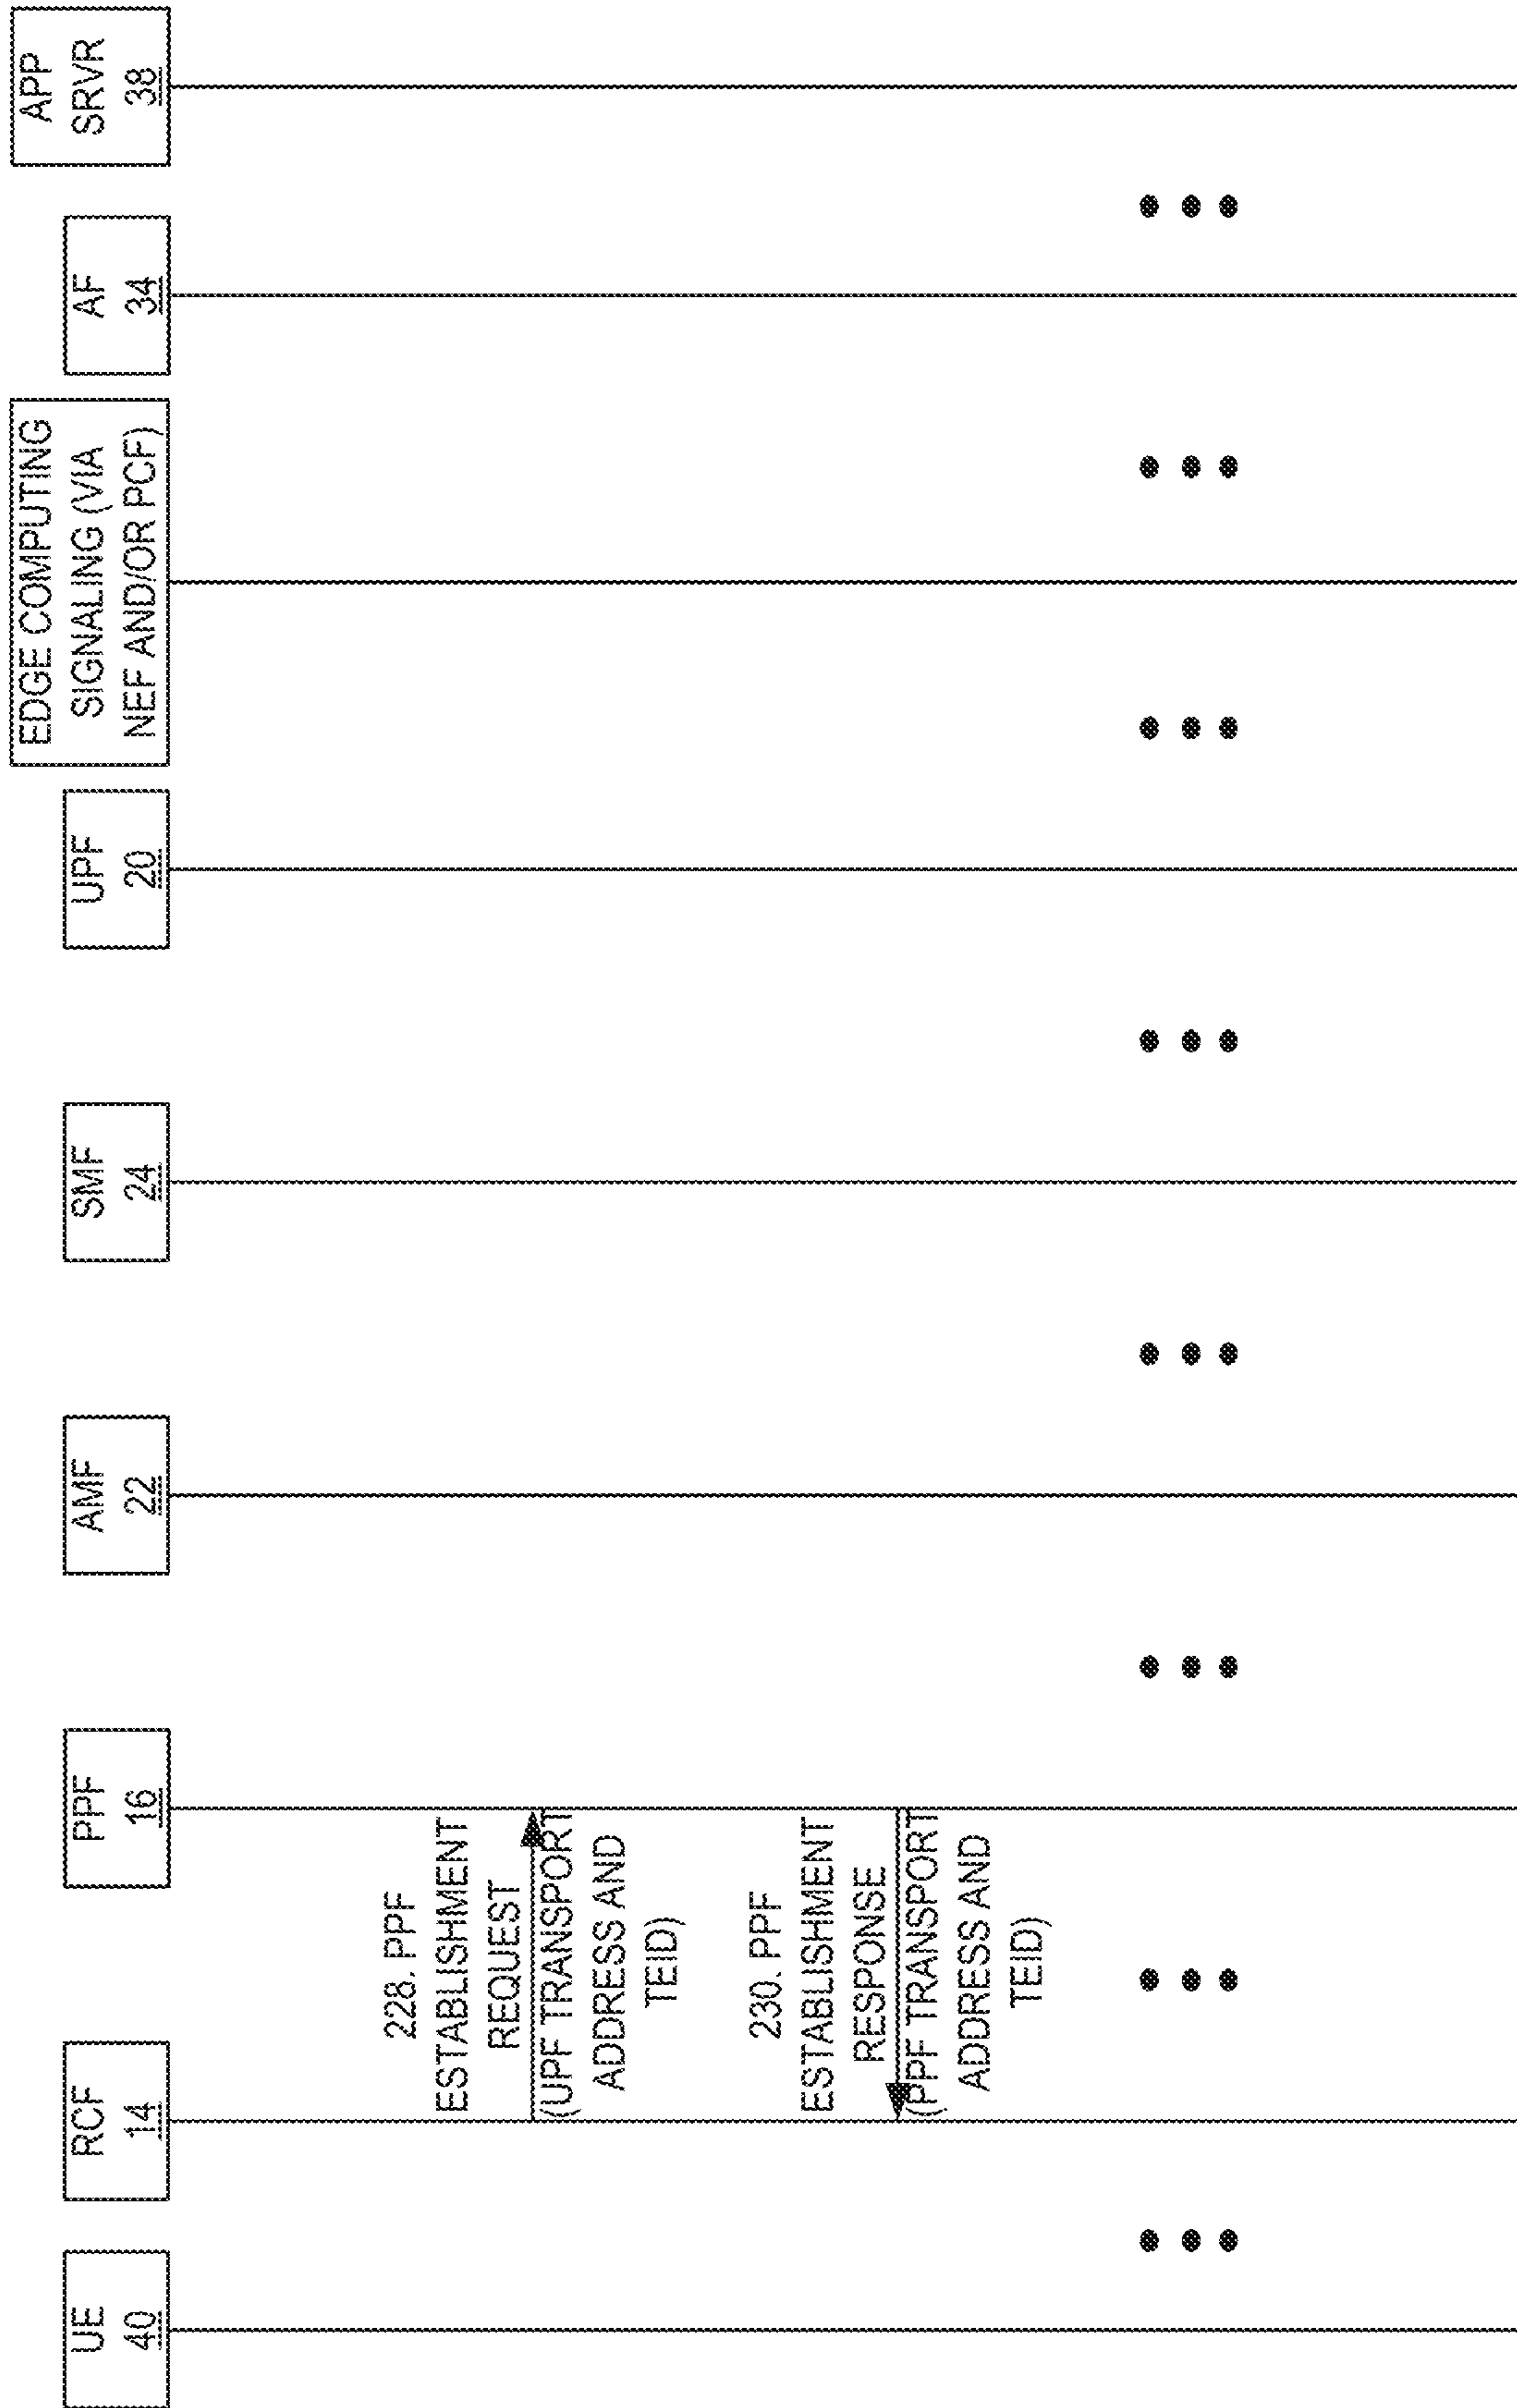 UE
40
RCF
14
PPF
16
AMF
22
SMF
24
UPF
20
EDGE COMPUTING
SIGNALING (VIA
NEF AND/OR PCF)
AF
34
APP
SRVR
38
228. PPF
ESTABLISHMENT
REQUEST
(UPF TRANSPORT
ADDRESS AND
TEID)
230. PPF
ESTABLISHMENT
RESPONSE
(PPF TRANSPORT
ADDRESS AND
TEID)